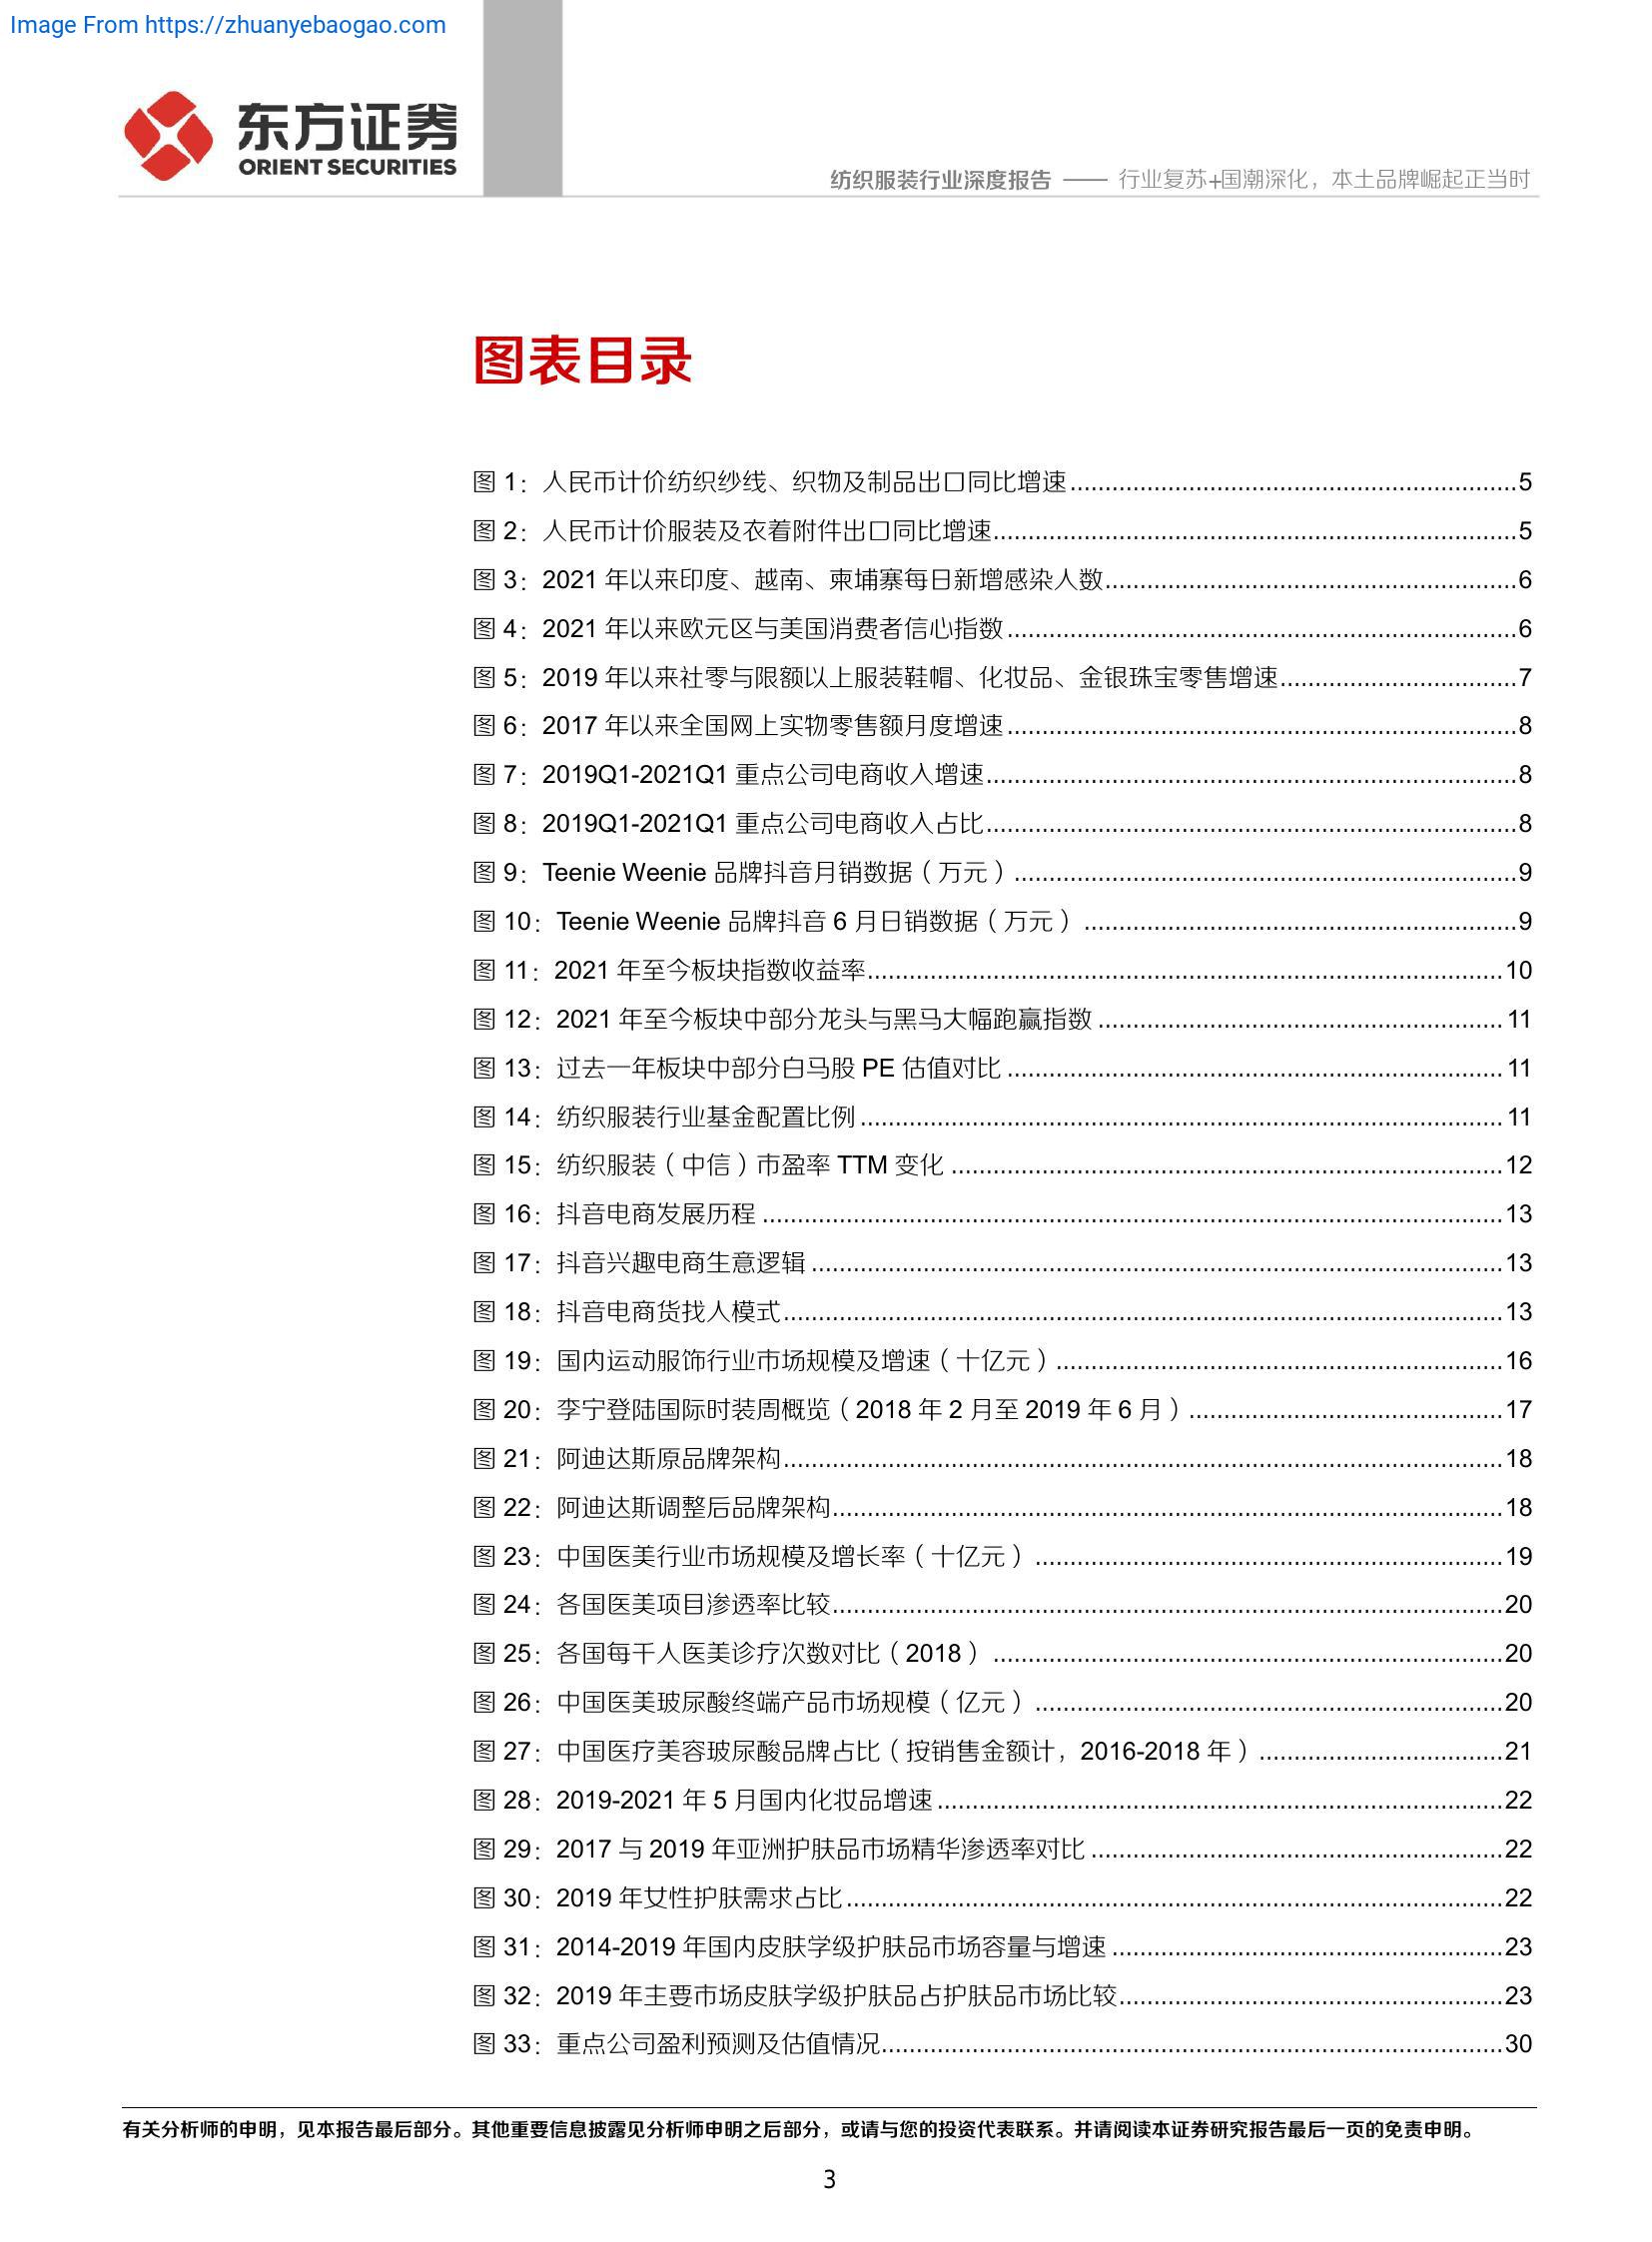 Image From https://zhuanyebaogao.com
东方证券
ORIENT SECURITIES
纺织服装行业深度报告 —— 行业复苏+国潮深化，本土品牌崛起正当时
图表目录
图 1：人民币计价纺织纱线、织物及制品出口同比增速................................................................5
图 2：人民币计价服装及衣着附件出口同比增速...........................................................................5
图 3：2021 年以来印度、越南、柬埔寨每日新增感染人数...........................................................6
图 4：2021 年以来欧元区与美国消费者信心指数.........................................................................6
图 5：2019 年以来社零与限额以上服装鞋帽、化妆品、金银珠宝零售增速..................................7
图 6：2017 年以来全国网上实物零售额月度增速.........................................................................8
图 7：2019Q1-2021Q1 重点公司电商收入增速............................................................................8
图 8：2019Q1-2021Q1 重点公司电商收入占比............................................................................8
图 9：Teenie Weenie 品牌抖音月销数据（万元）........................................................................9
图 10：Teenie Weenie 品牌抖音 6 月日销数据（万元）..............................................................9
图 11：2021 年至今板块指数收益率...........................................................................................10
图 12：2021 年至今板块中部分龙头与黑马大幅跑赢指数..........................................................11
图 13：过去一年板块中部分白马股 PE 估值对比.......................................................................11
图 14：纺织服装行业基金配置比例............................................................................................11
图 15：纺织服装（中信）市盈率 TTM 变化...............................................................................12
图 16：抖音电商发展历程..........................................................................................................13
图 17：抖音兴趣电商生意逻辑...................................................................................................13
图 18：抖音电商货找人模式.......................................................................................................13
图 19：国内运动服饰行业市场规模及增速（十亿元）................................................................16
图 20：李宁登陆国际时装周概览（2018 年 2 月至 2019 年 6 月）.............................................17
图 21：阿迪达斯原品牌架构.......................................................................................................18
图 22：阿迪达斯调整后品牌架构................................................................................................18
图 23：中国医美行业市场规模及增长率（十亿元）...................................................................19
图 24：各国医美项目渗透率比较................................................................................................20
图 25：各国每千人医美诊疗次数对比（2018）.........................................................................20
图 26：中国医美玻尿酸终端产品市场规模（亿元）...................................................................20
图 27：中国医疗美容玻尿酸品牌占比（按销售金额计，2016-2018 年）...................................21
图 28：2019-2021 年 5 月国内化妆品增速.................................................................................22
图 29：2017 与 2019 年亚洲护肤品市场精华渗透率对比...........................................................22
图 30：2019 年女性护肤需求占比..............................................................................................22
图 31：2014-2019 年国内皮肤学级护肤品市场容量与增速........................................................23
图 32：2019 年主要市场皮肤学级护肤品占护肤品市场比较.......................................................23
图 33：重点公司盈利预测及估值情况.........................................................................................30
有关分析师的申明，见本报告最后部分。其他重要信息披露见分析师申明之后部分，或请与您的投资代表联系。并请阅读本证券研究报告最后一页的免责申明。
3